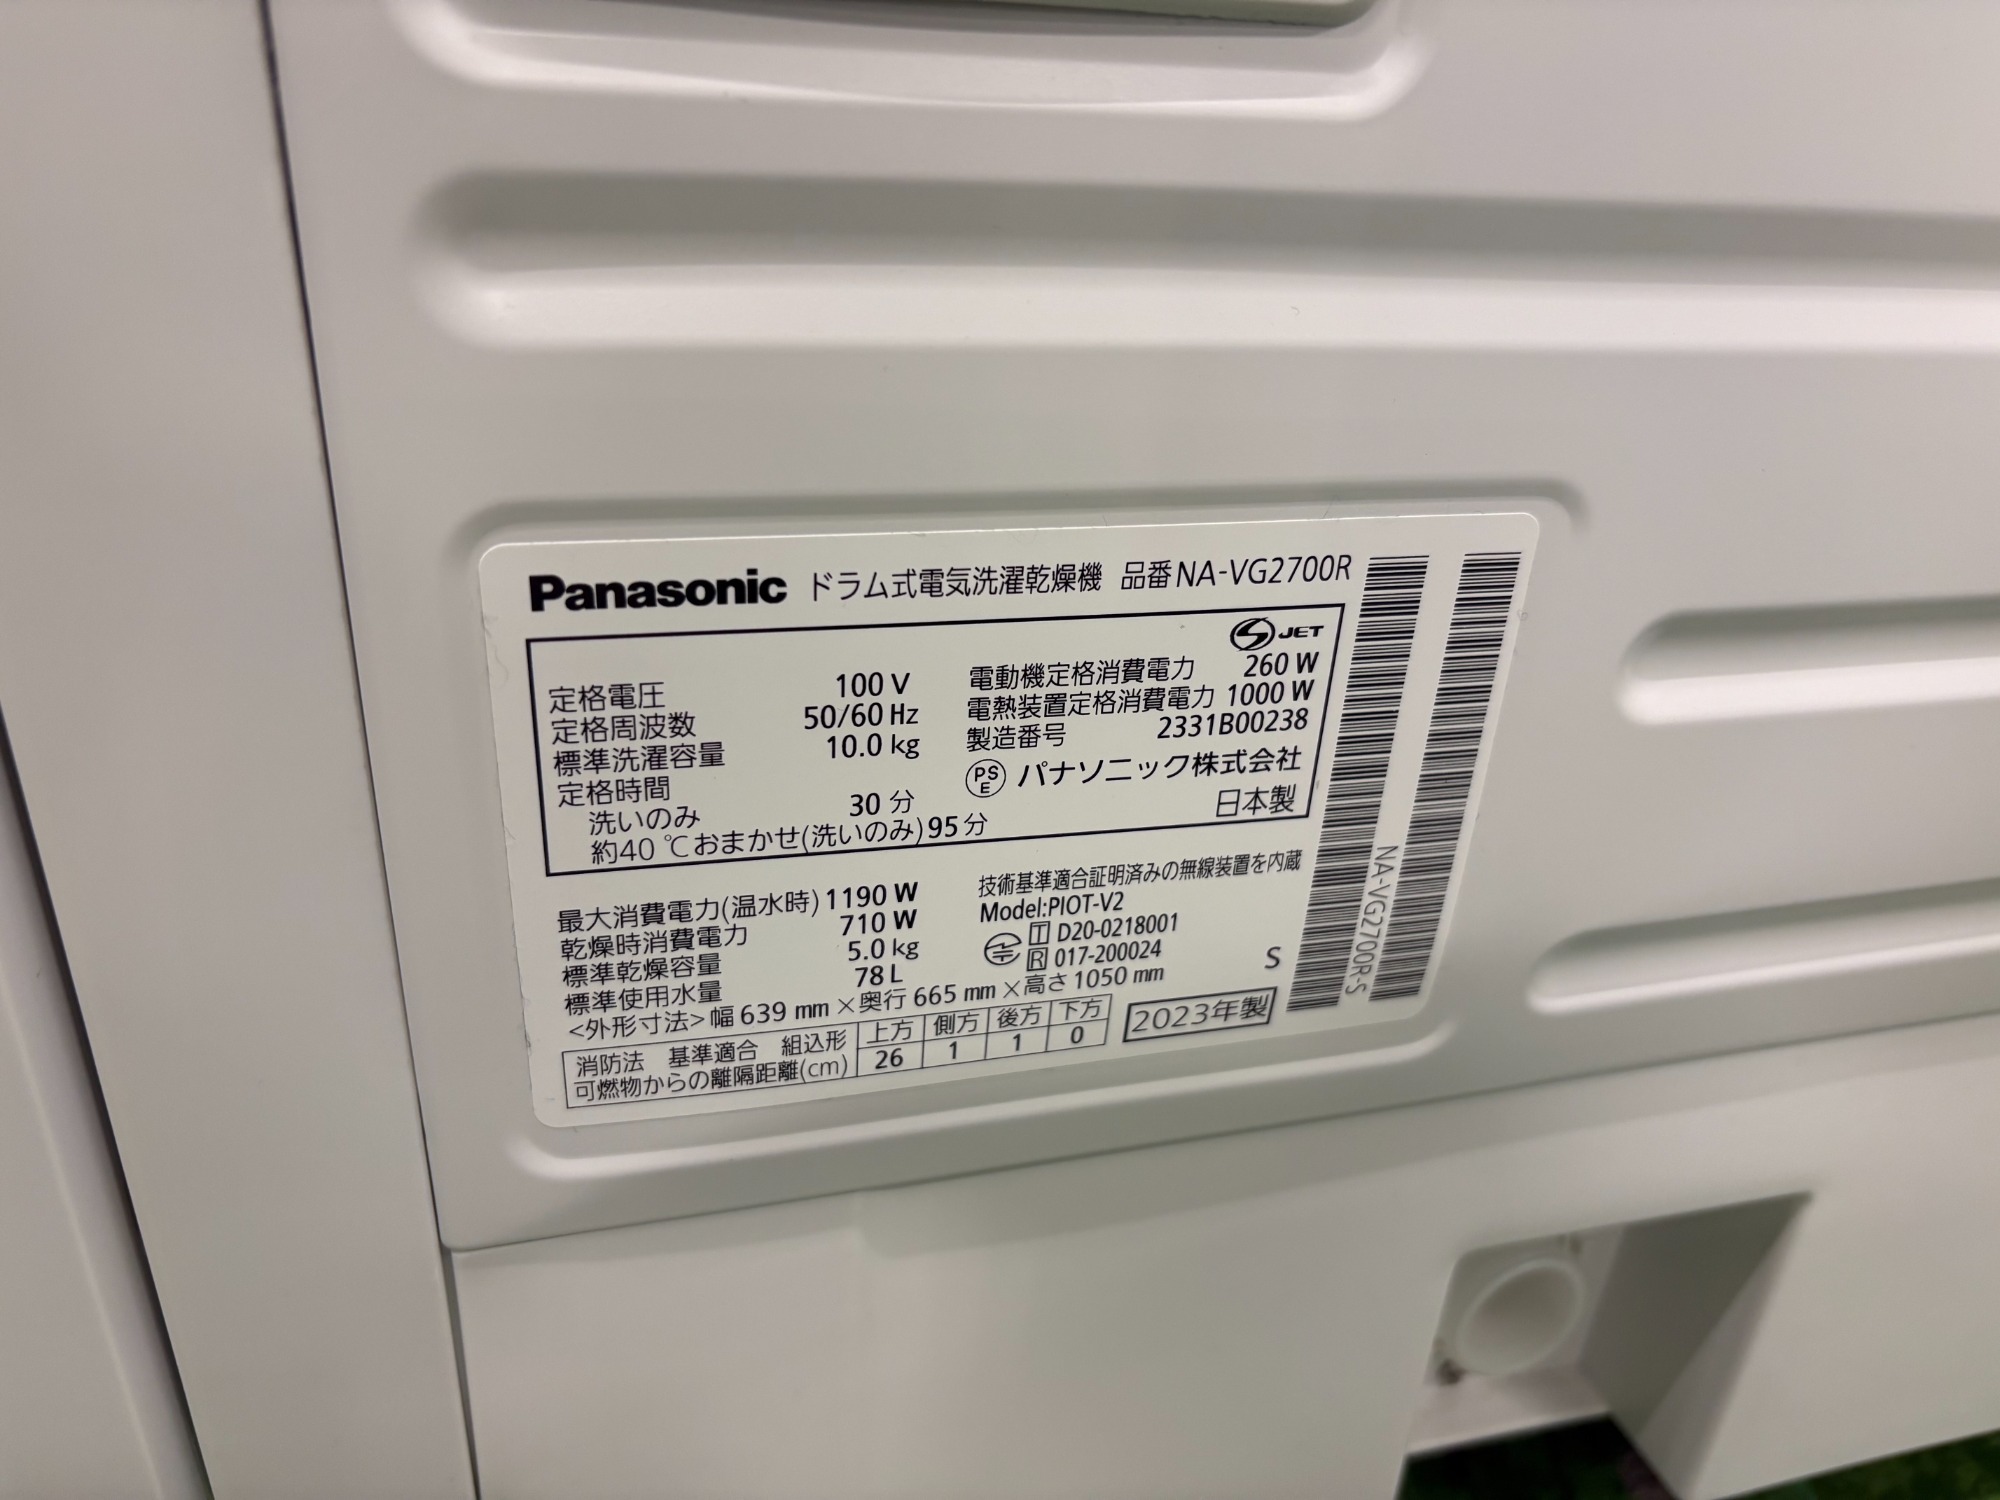 Panasonic ドラム式電気洗濯乾燥機 品番 NA-VG2700R
JET
定格電圧 100 V
定格周波数 50/60 Hz
標準洗濯容量 10.0 kg
定格時間
洗いのみ 30 分
約40 ℃おまかせ(洗いのみ) 95 分
電動機定格消費電力 260 W
電熱装置定格消費電力 1000 W
製造番号 2331B00238
PSE パナソニック株式会社
日本製
最大消費電力(温水時) 1190 W
乾燥時消費電力 710 W
標準乾燥容量 5.0 kg
標準使用水量 78 L
<外形寸法> 幅 639 mm × 奥行 665 mm × 高さ 1050 mm
技術基準適合証明済みの無線装置を内蔵
Model:PIOT-V2
T D20-0218001
R 017-200024
S
消防法 基準適合 組込形 上方 側方 後方 下方
可燃物からの離隔距離(cm) 26 1 1 0
2023年製
NA-VG2700R-S